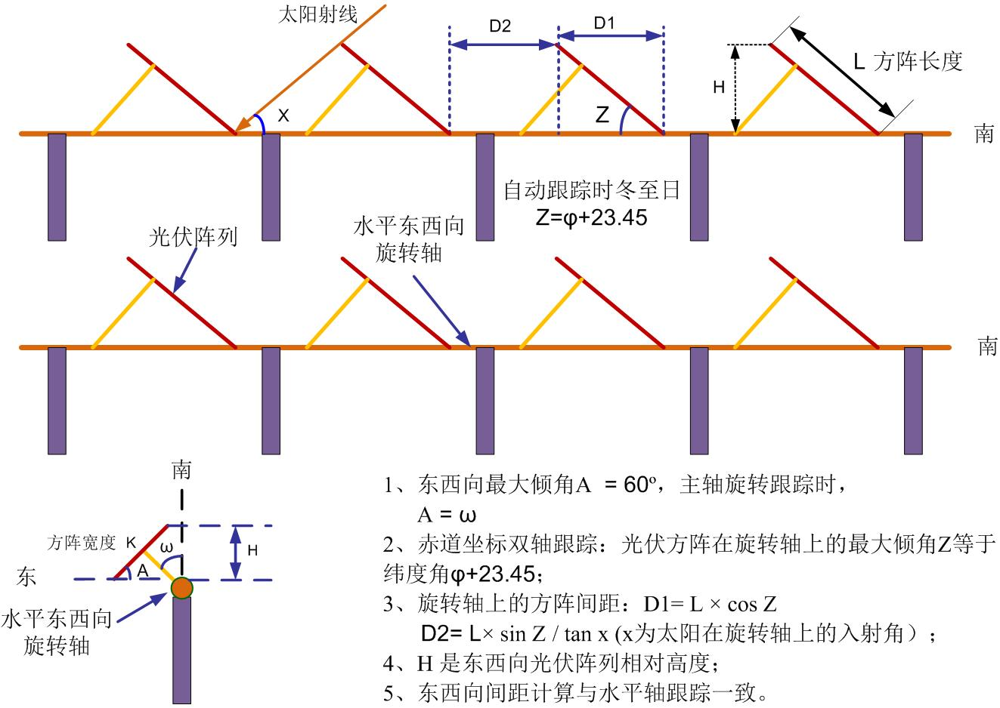 太阳射线
D2
D1
L 方阵长度
H
X
Z
南
自动跟踪时冬至日
Z=φ+23.45
光伏阵列
水平东西向
旋转轴
南
南
方阵宽度 K
ω
H
A
东
水平东西向
旋转轴
1、东西向最大倾角A = 60º，主轴旋转跟踪时，
A = ω
2、赤道坐标双轴跟踪：光伏方阵在旋转轴上的最大倾角Z等于
纬度角φ+23.45；
3、旋转轴上的方阵间距：D1= L × cos Z
D2= L× sin Z / tan x (x为太阳在旋转轴上的入射角）；
4、H 是东西向光伏阵列相对高度；
5、东西向间距计算与水平轴跟踪一致。